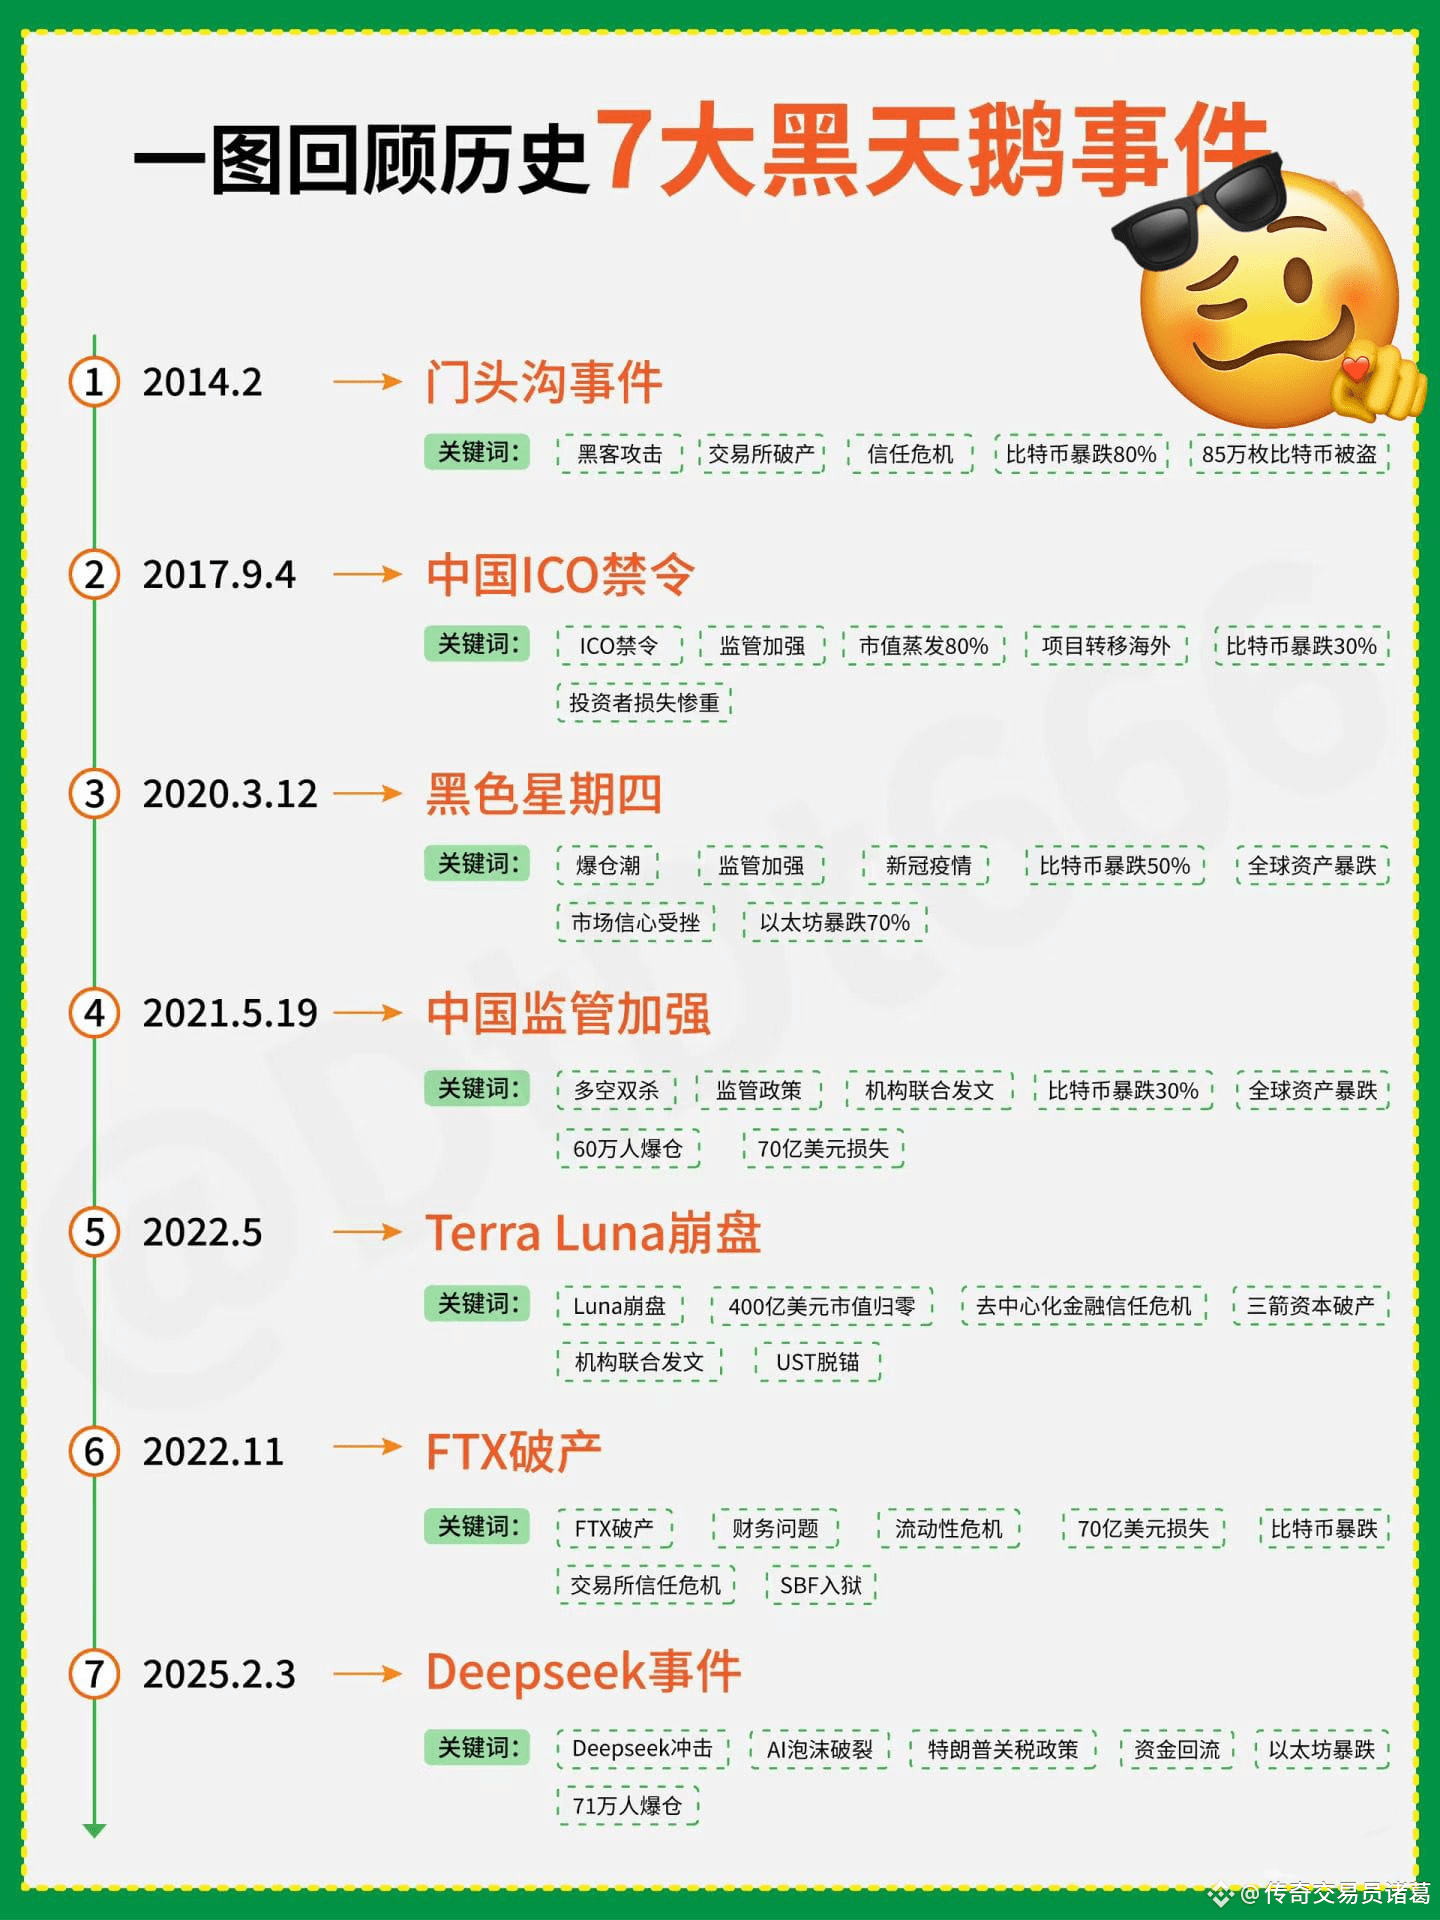 一图回顾历史7大黑天鹅事件
1 2014.2 门头沟事件
关键词： 黑客攻击 交易所破产 信任危机 比特币暴跌80% 85万枚比特币被盗
2 2017.9.4 中国ICO禁令
关键词： ICO禁令 监管加强 市值蒸发80% 项目转移海外 比特币暴跌30%
投资者损失惨重
3 2020.3.12 黑色星期四
关键词： 爆仓潮 监管加强 新冠疫情 比特币暴跌50% 全球资产暴跌
市场信心受挫 以太坊暴跌70%
4 2021.5.19 中国监管加强
关键词： 多空双杀 监管政策 机构联合发文 比特币暴跌30% 全球资产暴跌
60万人爆仓 70亿美元损失
5 2022.5 Terra Luna崩盘
关键词： Luna崩盘 400亿美元市值归零 去中心化金融信任危机 三箭资本破产
机构联合发文 UST脱锚
6 2022.11 FTX破产
关键词： FTX破产 财务问题 流动性危机 70亿美元损失 比特币暴跌
交易所信任危机 SBF入狱
7 2025.2.3 Deepseek事件
关键词： Deepseek冲击 AI泡沫破裂 特朗普关税政策 资金回流 以太坊暴跌
71万人爆仓
@传奇交易员诸葛